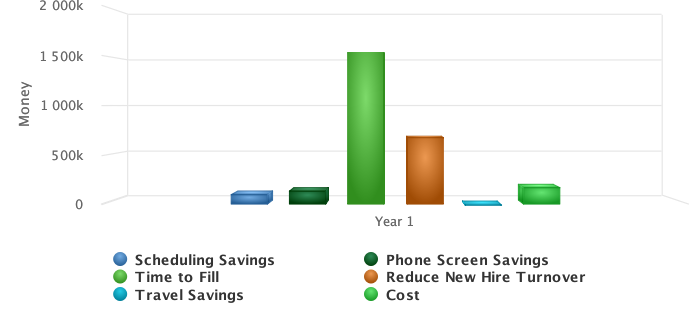 2 000k
1 500k
1 000k
500k
0
Money
Year 1
Scheduling Savings
Phone Screen Savings
Time to Fill
Reduce New Hire Turnover
Travel Savings
Cost